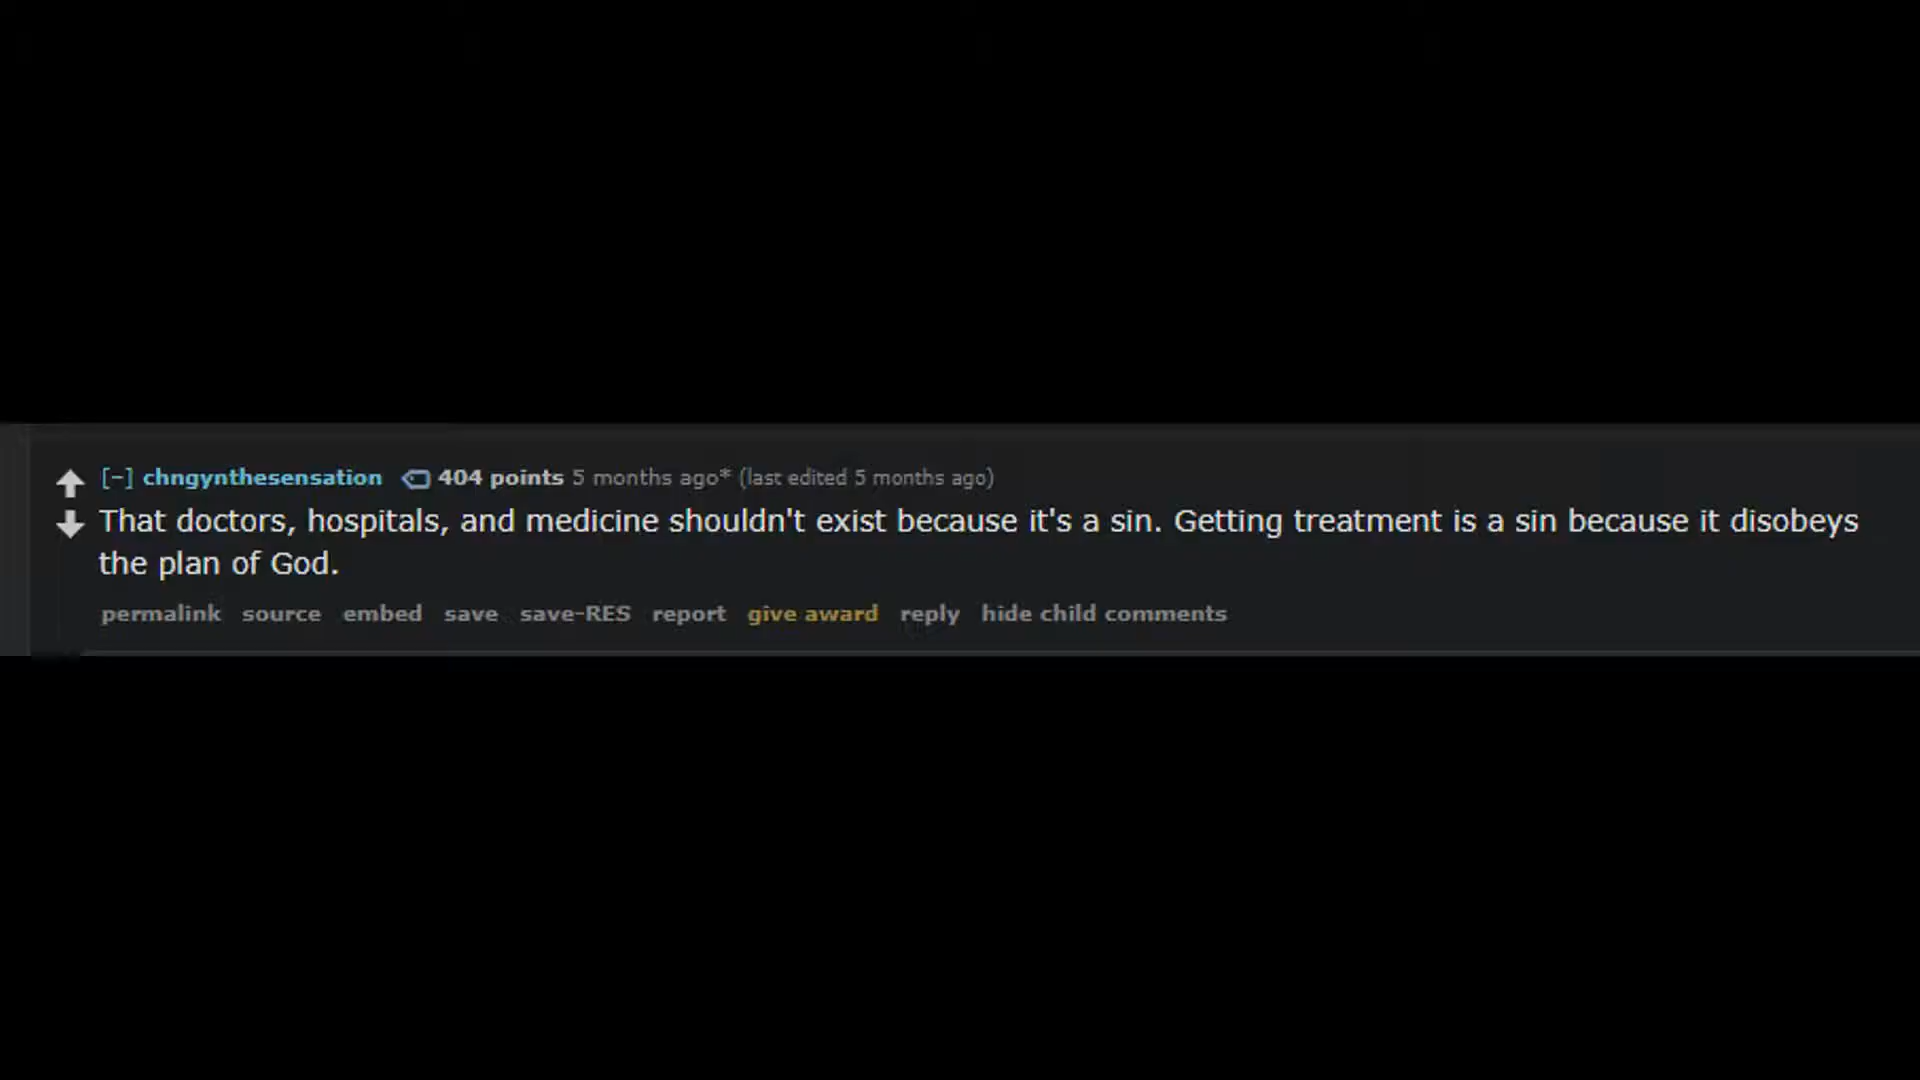 [–] chngynthesensation 404 points 5 months ago* (last edited 5 months ago)
That doctors, hospitals, and medicine shouldn't exist because it's a sin. Getting treatment is a sin because it disobeys
the plan of God.
permalink source embed save save-RES report give award reply hide child comments